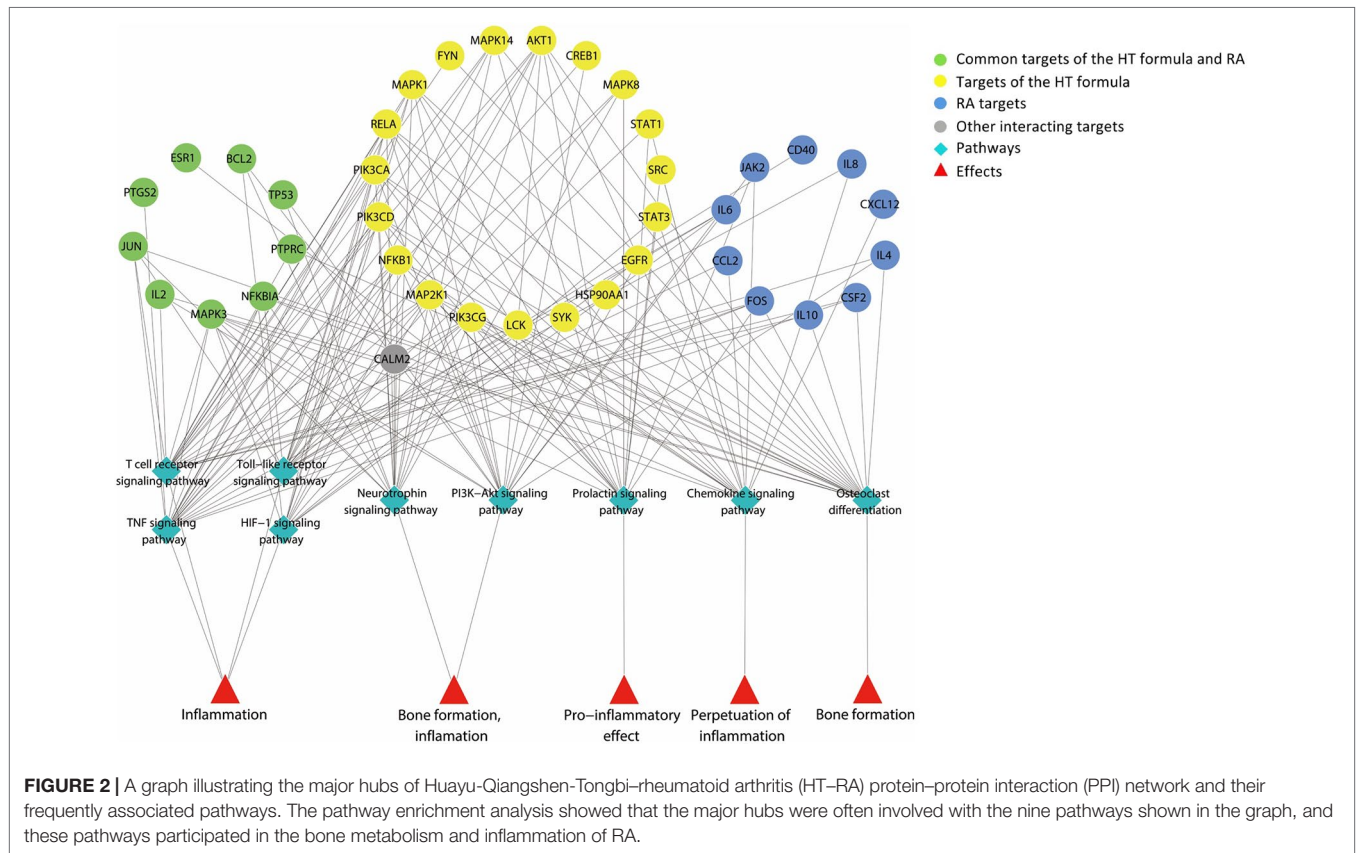 MAPK14
AKT1
FYN
CREB1
MAPK1
MAPK8
RELA
STAT1
ESR1
BCL2
PIK3CA
SRC
JAK2
CD40
IL8
PTGS2
TP53
PIK3CD
STAT3
IL6
CXCL12
JUN
PTPRC
NFKB1
EGFR
CCL2
IL4
IL2
NFKBIA
MAP2K1
HSP90AA1
FOS
CSF2
MAPK3
PIK3CG
LCK
SYK
IL10
CALM2
Common targets of the HT formula and RA
Targets of the HT formula
RA targets
Other interacting targets
Pathways
Effects
T cell receptor
signaling pathway
Toll−like receptor
signaling pathway
TNF signaling
pathway
HIF−1 signaling
pathway
Neurotrophin
signaling pathway
PI3K−Akt signaling
pathway
Prolactin signaling
pathway
Chemokine signaling
pathway
Osteoclast
differentiation
Inflammation
Bone formation,
inflamation
Pro−inflammatory
effect
Perpetuation of
inflammation
Bone formation
FIGURE 2 | A graph illustrating the major hubs of Huayu-Qiangshen-Tongbi–rheumatoid arthritis (HT–RA) protein–protein interaction (PPI) network and their
frequently associated pathways. The pathway enrichment analysis showed that the major hubs were often involved with the nine pathways shown in the graph, and
these pathways participated in the bone metabolism and inflammation of RA.